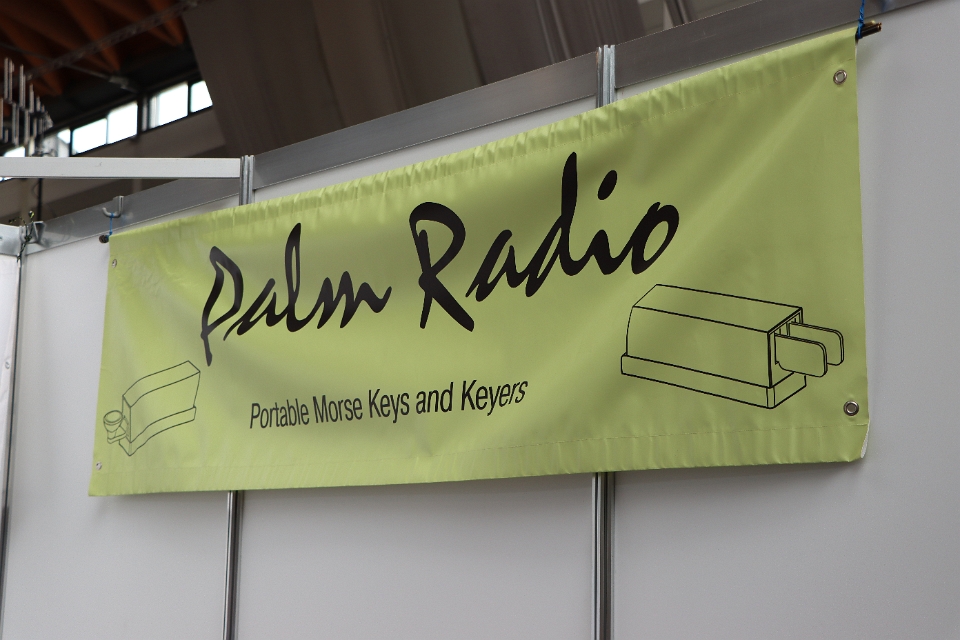 Palm Radio
Portable Morse Keys and Keyers